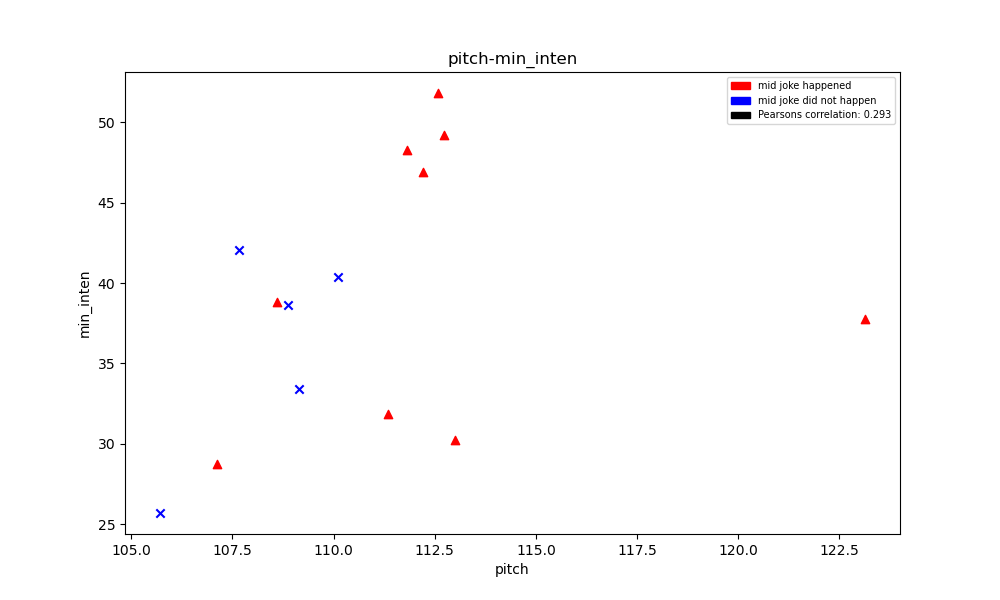 pitch-min_inten
mid joke happened
mid joke did not happen
Pearsons correlation: 0.293
50
45
40
35
30
25
min_inten
105.0 107.5 110.0 112.5 115.0 117.5 120.0 122.5
pitch